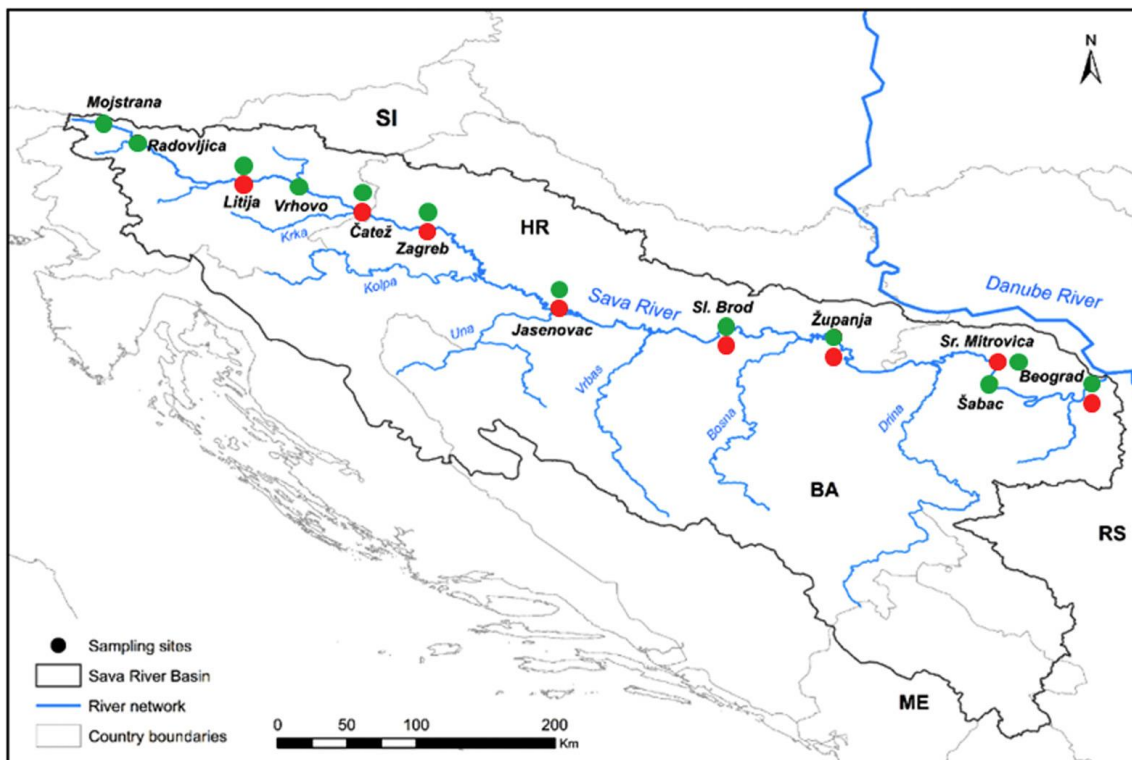 N
Mojstrana
SI
Radovljica
Litija
Vrhovo
Krka
Čatež
Zagreb
HR
Kolpa
Danube River
Sava River
Una
Jasenovac
Sl. Brod
Županja
Sr. Mitrovica
Beograd
Šabac
Vrbas
Bosna
Drina
BA
RS
ME
Sampling sites
Sava River Basin
River network
Country boundaries
0 50 100 200
Km